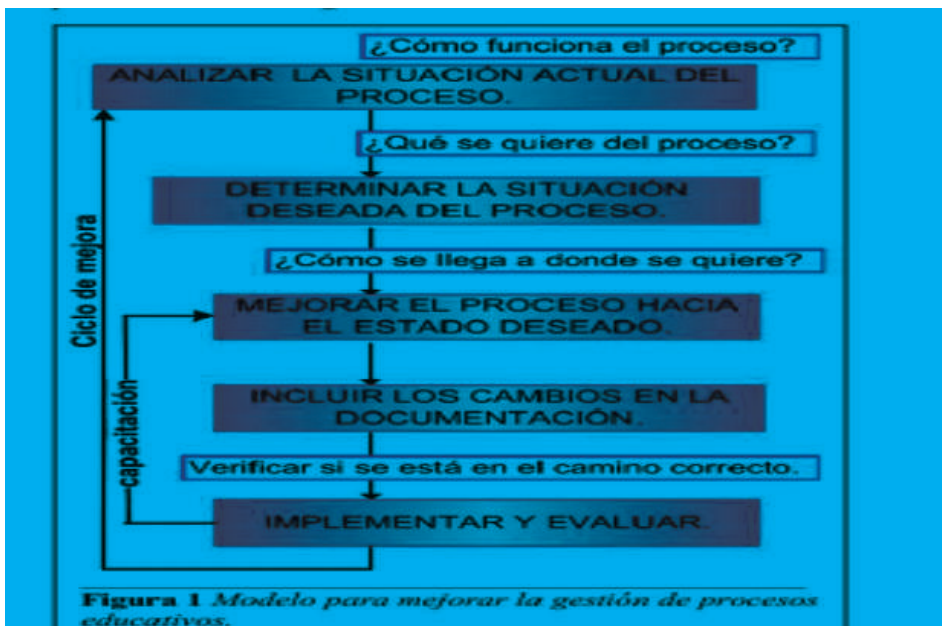 ¿Cómo funciona el proceso?
ANALIZAR LA SITUACIÓN ACTUAL DEL
PROCESO.
¿Qué se quiere del proceso?
DETERMINAR LA SITUACIÓN
DESEADA DEL PROCESO.
¿Cómo se llega a donde se quiere?
MEJORAR EL PROCESO HACIA
EL ESTADO DESEADO.
INCLUIR LOS CAMBIOS EN LA
DOCUMENTACIÓN.
Verificar si se está en el camino correcto.
IMPLEMENTAR Y EVALUAR.
Ciclo de mejora
capacitación
Figura 1 Modelo para mejorar la gestión de procesos
educativos.